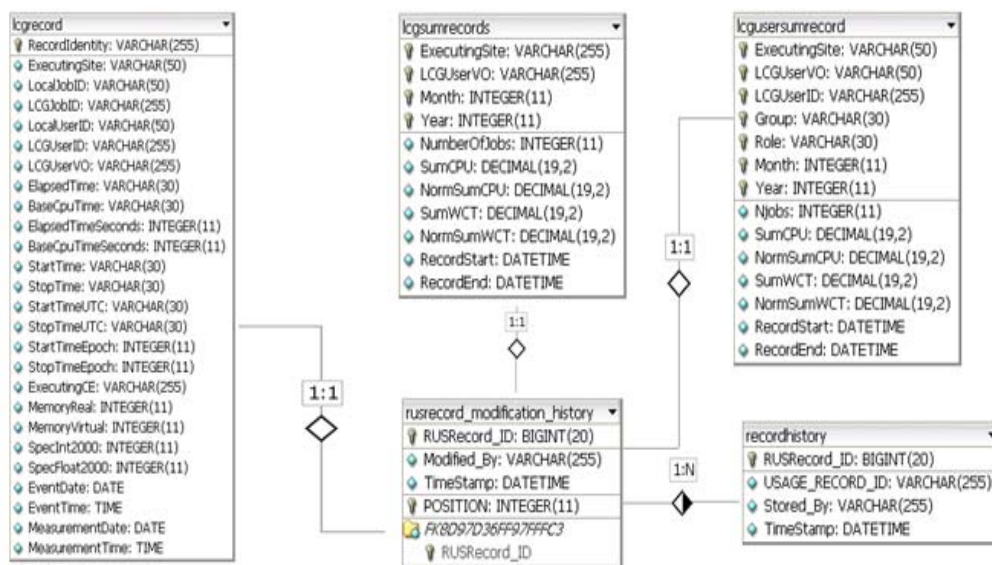 lcgrecord
RecordIdentity: VARCHAR(255)
ExecutingSite: VARCHAR(50)
LocalJobID: VARCHAR(50)
LCGJobID: VARCHAR(255)
LocalUserID: VARCHAR(50)
LCGUserID: VARCHAR(255)
LCGUserVO: VARCHAR(255)
ElapsedTime: VARCHAR(30)
BaseCpuTime: VARCHAR(30)
ElapsedTimeSeconds: INTEGER(11)
BaseCpuTimeSeconds: INTEGER(11)
StartTime: VARCHAR(30)
StopTime: VARCHAR(30)
StartTimeUTC: VARCHAR(30)
StopTimeUTC: VARCHAR(30)
StartTimeEpoch: INTEGER(11)
StopTimeEpoch: INTEGER(11)
ExecutingCE: VARCHAR(255)
MemoryReal: INTEGER(11)
MemoryVirtual: INTEGER(11)
SpecInt2000: INTEGER(11)
SpecFloat2000: INTEGER(11)
EventDate: DATE
EventTime: TIME
MeasurementDate: DATE
MeasurementTime: TIME
1:1
lcgsumrecords
ExecutingSite: VARCHAR(255)
LCGUserVO: VARCHAR(255)
Month: INTEGER(11)
Year: INTEGER(11)
NumberOfJobs: INTEGER(11)
SumCPU: DECIMAL(19,2)
NormSumCPU: DECIMAL(19,2)
SumWCT: DECIMAL(19,2)
NormSumWCT: DECIMAL(19,2)
RecordStart: DATETIME
RecordEnd: DATETIME
1:1
lcgusersumrecord
ExecutingSite: VARCHAR(50)
LCGUserVO: VARCHAR(50)
LCGUserID: VARCHAR(255)
Group: VARCHAR(30)
Role: VARCHAR(30)
Month: INTEGER(11)
Year: INTEGER(11)
Njobs: INTEGER(11)
SumCPU: DECIMAL(19,2)
NormSumCPU: DECIMAL(19,2)
SumWCT: DECIMAL(19,2)
NormSumWCT: DECIMAL(19,2)
RecordStart: DATETIME
RecordEnd: DATETIME
1:1
rusrecord_modification_history
RUSRecord_ID: BIGINT(20)
Modified_By: VARCHAR(255)
TimeStamp: DATETIME
POSITION: INTEGER(11)
FK8D97D36FF97FFFC3
RUSRecord_ID
1:N
recordhistory
RUSRecord_ID: BIGINT(20)
USAGE_RECORD_ID: VARCHAR(255)
Stored_By: VARCHAR(255)
TimeStamp: DATETIME